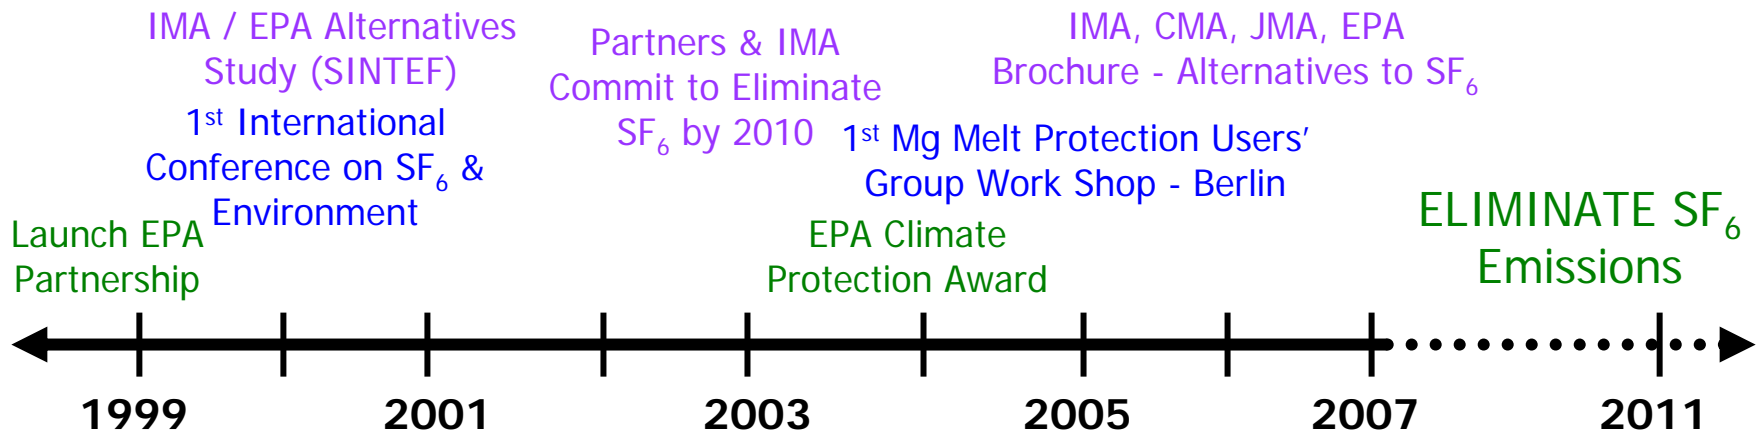 IMA / EPA Alternatives
Study (SINTEF)
1st International
Conference on SF6 &
Environment
Launch EPA
Partnership
Partners & IMA
Commit to Eliminate
SF6 by 2010
IMA, CMA, JMA, EPA
Brochure - Alternatives to SF6
1st Mg Melt Protection Users’
Group Work Shop - Berlin
EPA Climate
Protection Award
ELIMINATE SF6
Emissions
1999 2001 2003 2005 2007 2011